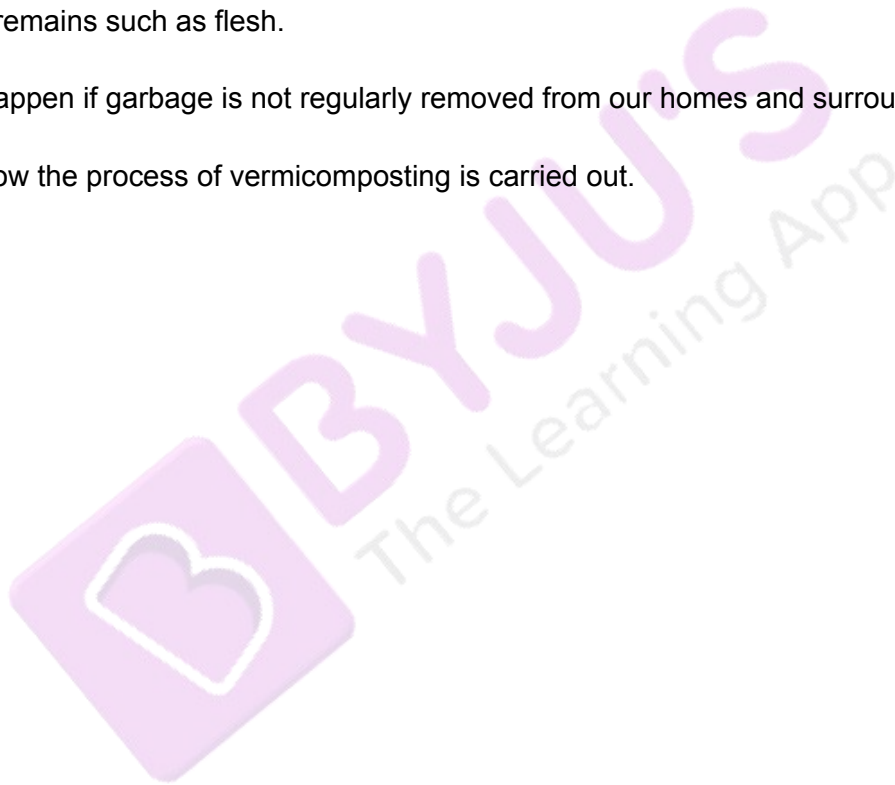 remains such as flesh.
appen if garbage is not regularly removed from our homes and surrou
ow the process of vermicomposting is carried out.
BYJU'S
The Learning App
B